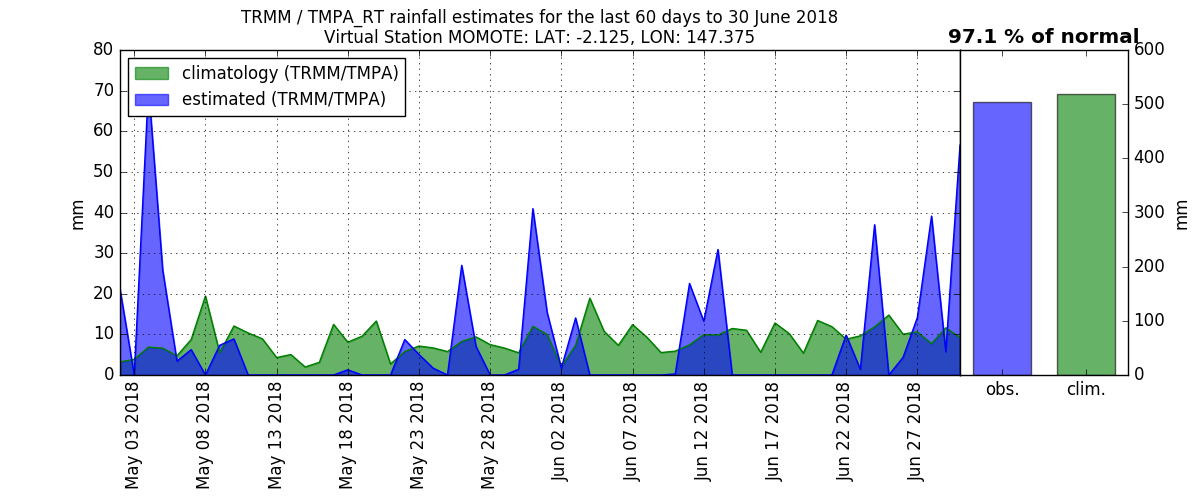 TRMM / TMPA_RT rainfall estimates for the last 60 days to 30 June 2018
Virtual Station MOMOTE: LAT: -2.125, LON: 147.375
97.1 % of normal
climatology (TRMM/TMPA)
estimated (TRMM/TMPA)
mm
80
70
60
50
40
30
20
10
0
May 03 2018
May 08 2018
May 13 2018
May 18 2018
May 23 2018
May 28 2018
Jun 02 2018
Jun 07 2018
Jun 12 2018
Jun 17 2018
Jun 22 2018
Jun 27 2018
obs.
clim.
600
500
400
300
200
100
0
mm